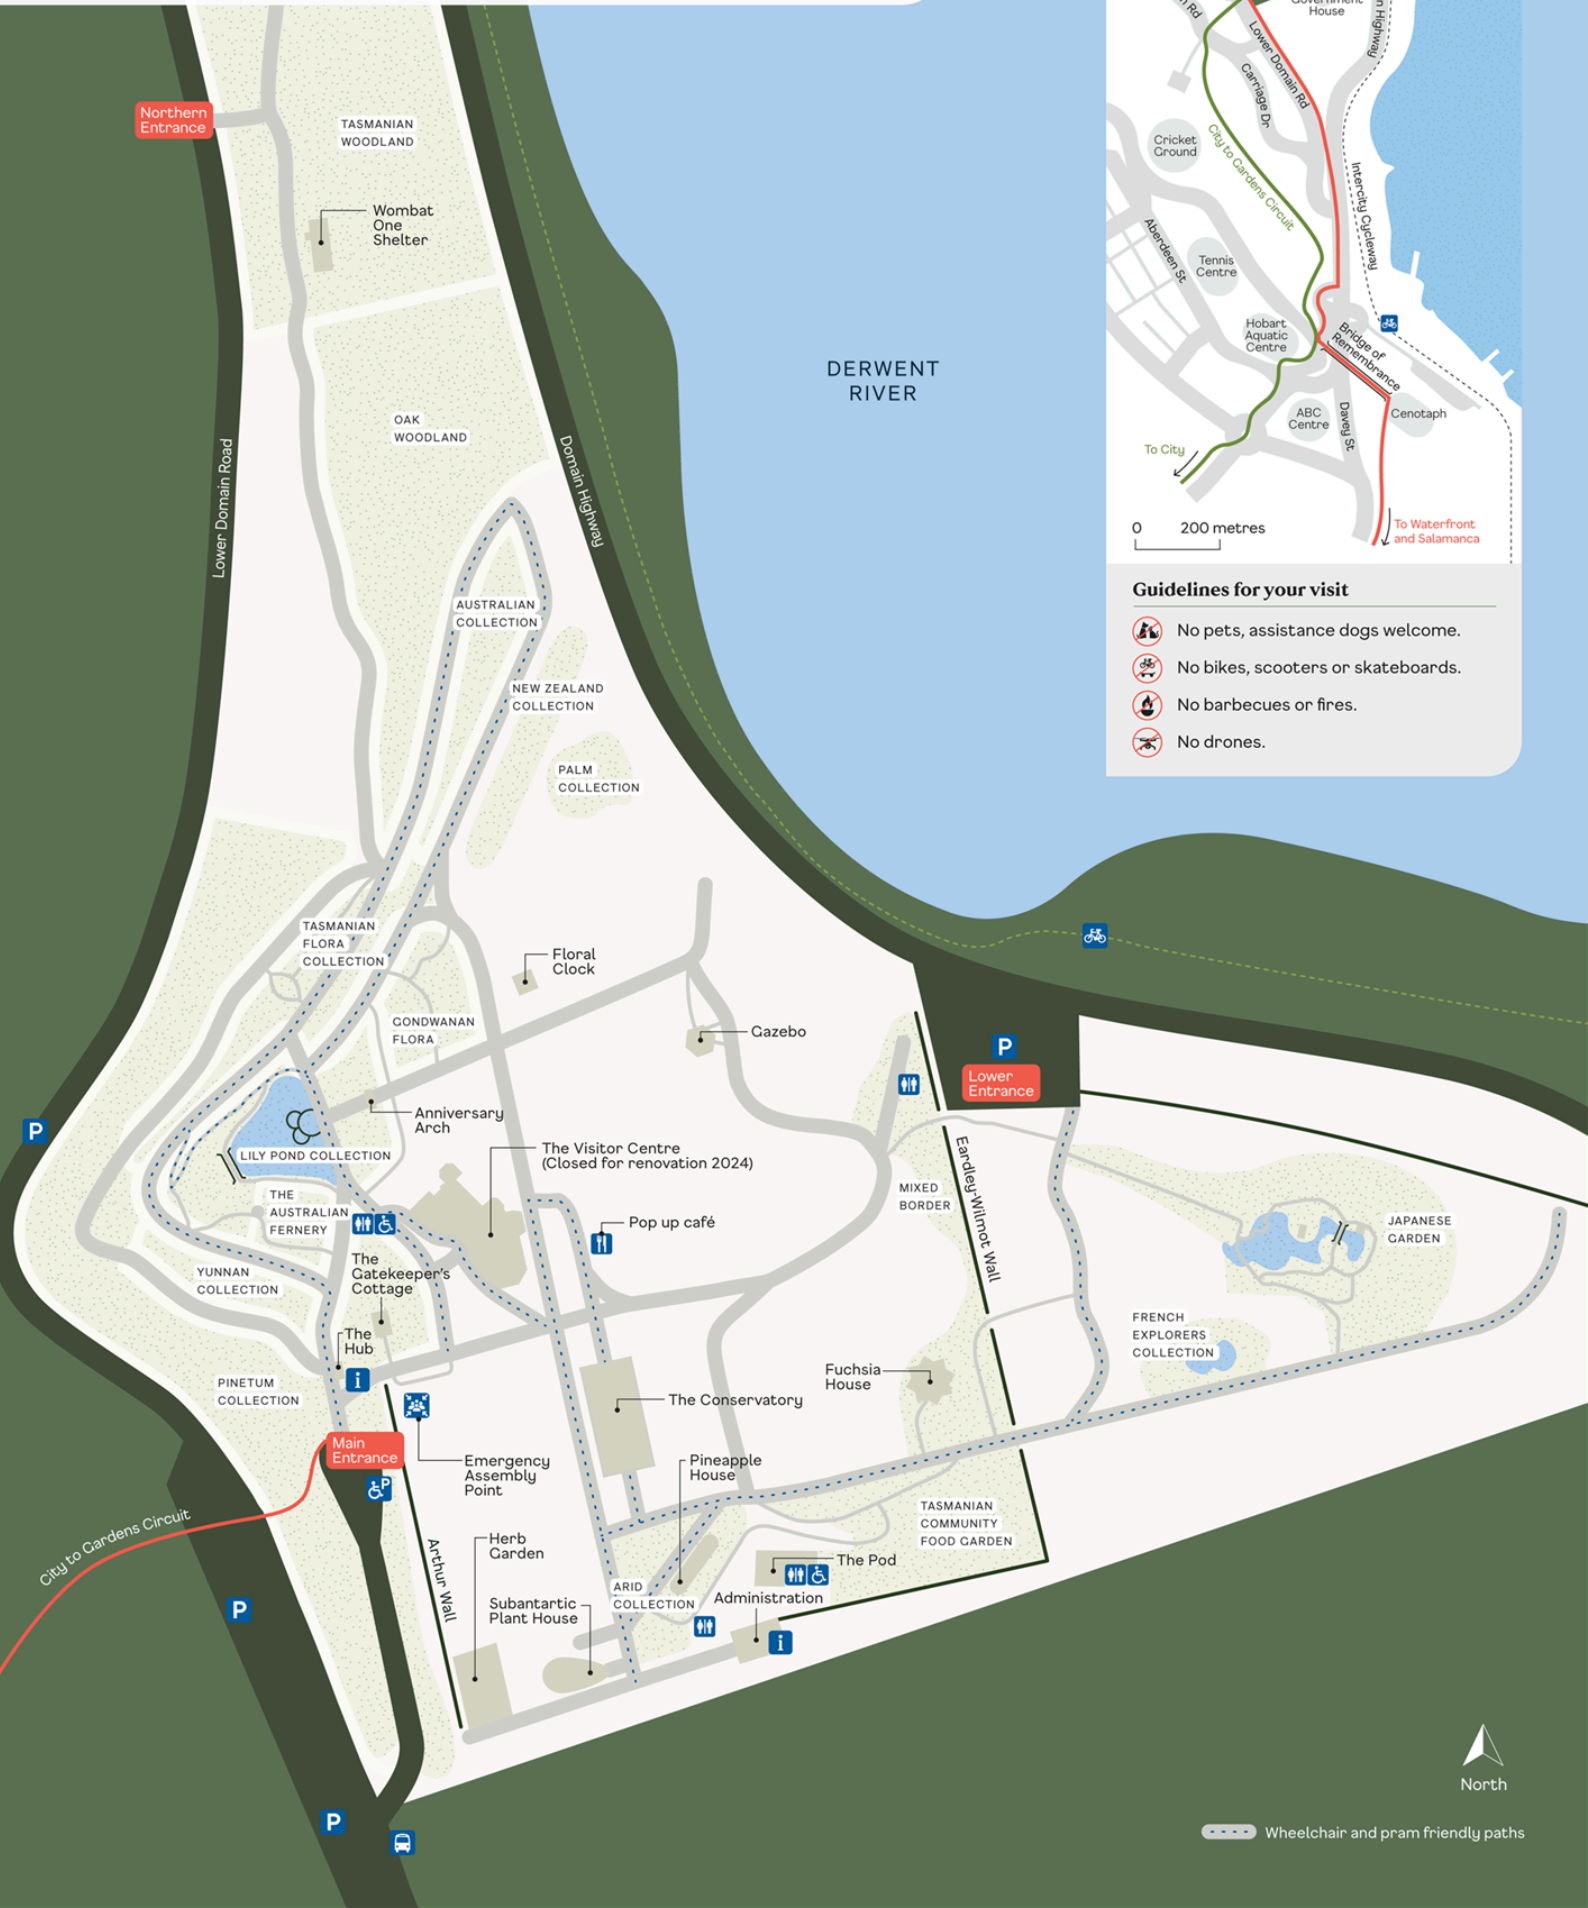 Northern
Entrance
TASMANIAN
WOODLAND
Wombat
One
Shelter
OAK
WOODLAND
Lower Domain Road
Domain Highway
DERWENT
RIVER
AUSTRALIAN
COLLECTION
NEW ZEALAND
COLLECTION
PALM
COLLECTION
House
n Rd
n Highway
Lower Domain Rd
Carriage Dr
City to Gardens Circuit
Intercity Cycleway
Cricket
Ground
Aberdeen St
Tennis
Centre
Hobart
Aquatic
Centre
Bridge of
Remembrance
ABC
Centre
Davey St
Cenotaph
To City
0 200 metres
To Waterfront
and Salamanca
Guidelines for your visit
No pets, assistance dogs welcome.
No bikes, scooters or skateboards.
No barbecues or fires.
No drones.
TASMANIAN
FLORA
COLLECTION
Floral
Clock
GONDWANAN
FLORA
Gazebo
P
Lower
Entrance
P
Anniversary
Arch
LILY POND COLLECTION
The Visitor Centre
(Closed for renovation 2024)
THE
AUSTRALIAN
FERNERY
Pop up café
MIXED
BORDER
Eardley-Wilmot Wall
JAPANESE
GARDEN
YUNNAN
COLLECTION
The
Gatekeeper's
Cottage
The
Hub
i
FRENCH
EXPLORERS
COLLECTION
Fuchsia
House
PINETUM
COLLECTION
The Conservatory
Main
Entrance
Emergency
Assembly
Point
Pineapple
House
P
City to Gardens Circuit
TASMANIAN
COMMUNITY
FOOD GARDEN
Herb
Garden
Arthur Wall
The Pod
ARID
COLLECTION
Administration
Subantarctic
Plant House
P
i
North
P
Wheelchair and pram friendly paths